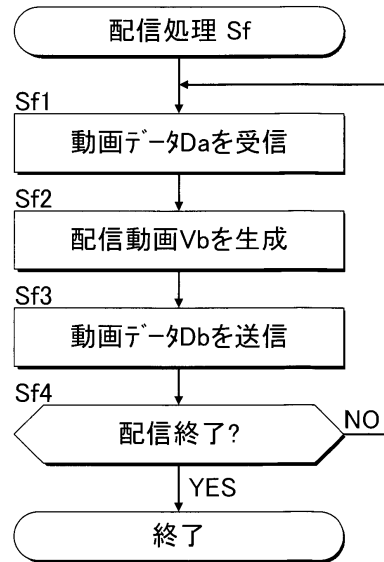 配信処理 Sf
Sf1
動画データDaを受信
Sf2
配信動画Vbを生成
Sf3
動画データDbを送信
Sf4
配信終了?
NO
YES
終了